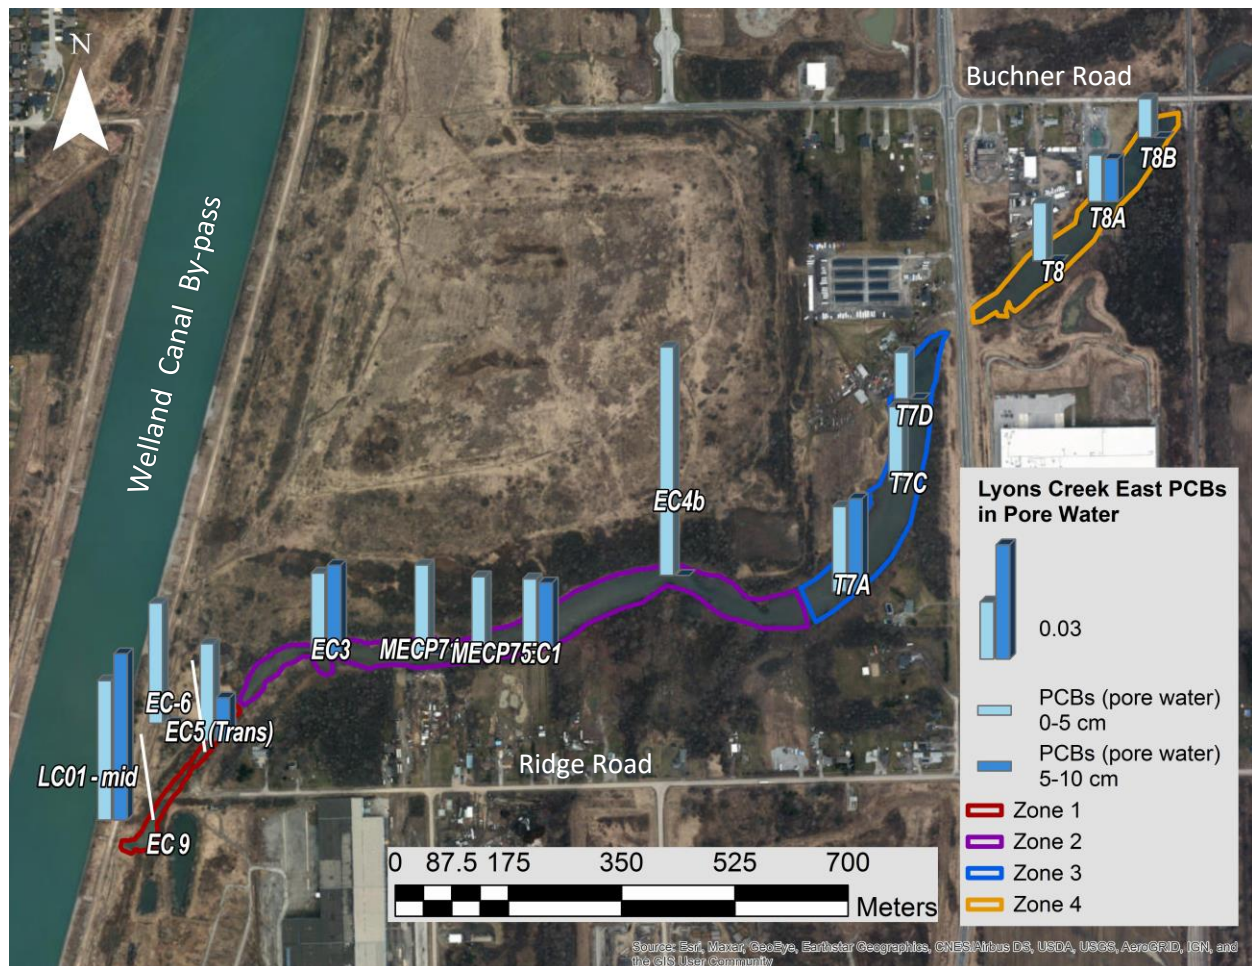 N
Buchner Road
T8B
T8A
T8
Welland Canal By-pass
T7D
T7C
EC4b
T7A
EC3
MECP7
MECP75
C1
EC-6
EC5 (Trans)
LC01 - mid
EC 9
Ridge Road
Lyons Creek East PCBs
in Pore Water
0.03
PCBs (pore water)
0-5 cm
PCBs (pore water)
5-10 cm
Zone 1
Zone 2
Zone 3
Zone 4
0 87.5 175 350 525 700
Meters
Source: Esri, Maxar, GeoEye, Earthstar Geographics, CNES/Airbus DS, USDA, USGS, AeroGRID, IGN, and
the GIS User Community